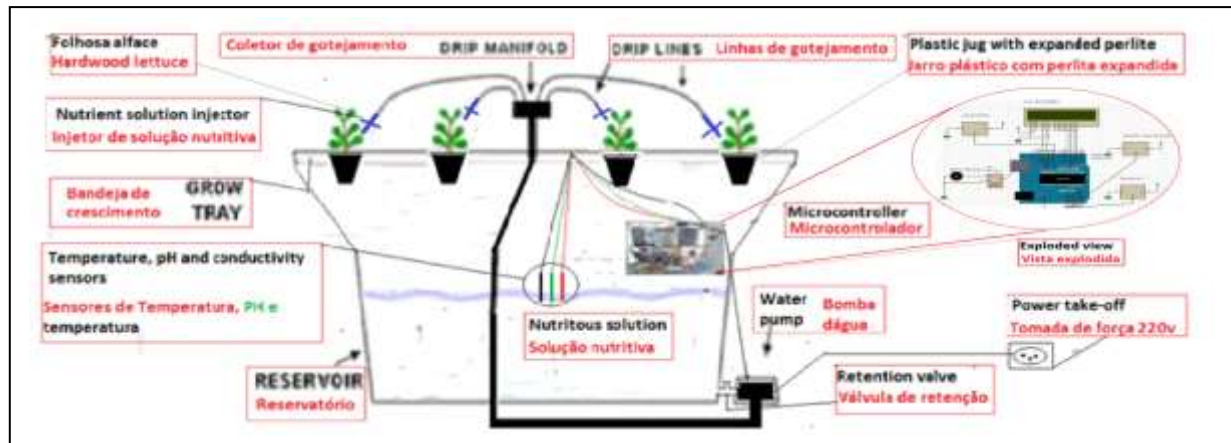 Folhosa alface
Hardwood lettuce
Coletor de gotejamento
DRIP MANIFOLD
DRIP LINES
Linhas de gotejamento
Plastic jug with expanded perlite
Jarro plástico com perlita expandida
Nutrient solution injector
Injetor de solução nutritiva
Bandeja de
crescimento
GROW
TRAY
Microcontroller
Microcontrolador
Exploded view
Vista explodida
Temperature, pH and conductivity
sensors
Sensores de Temperatura, PH e
temperatura
Nutritous solution
Solução nutritiva
Water
pump
Bomba
dágua
Power take-off
Tomada de força 220v
RESERVOIR
Reservatório
Retention valve
Válvula de retenção